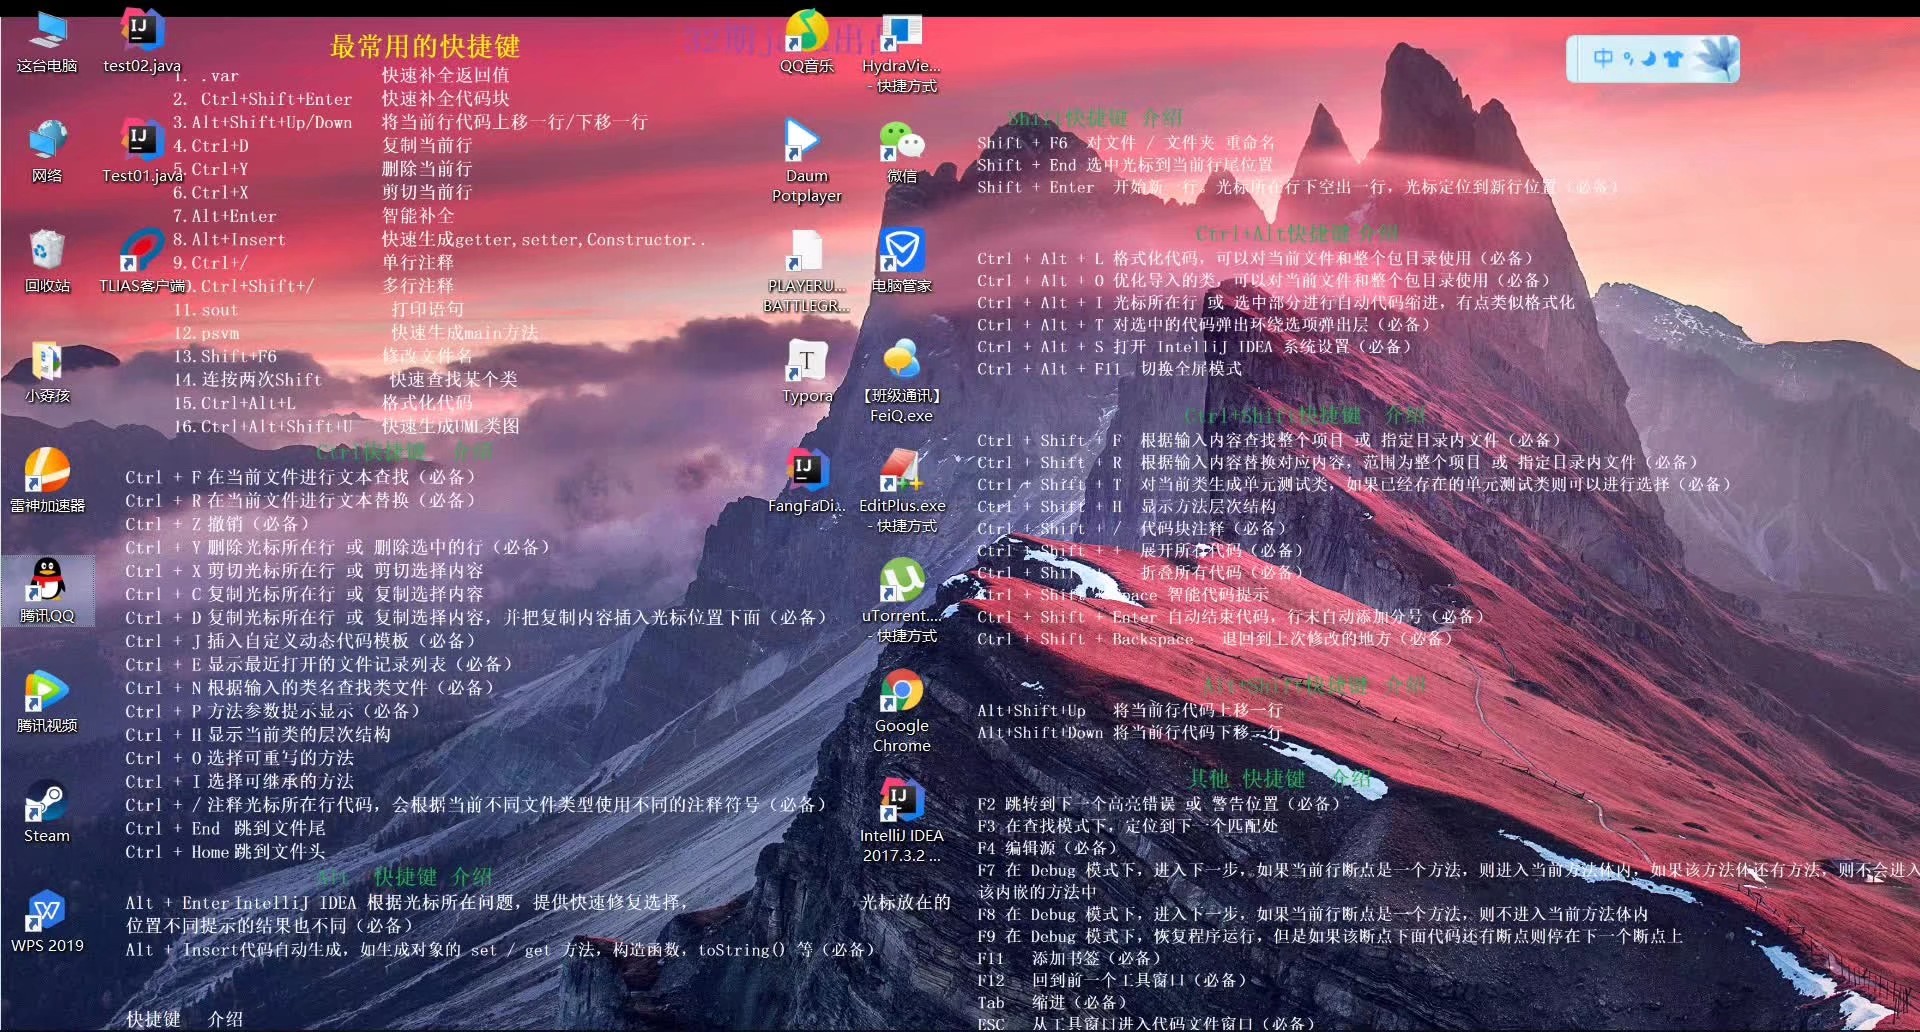 这台电脑
网络
回收站
小孬孩
雷神加速器
腾讯QQ
腾讯视频
Steam
WPS 2019
test02.java
Test01.java
TLIAS客户端
最常用的快捷键
1. .var 快速补全返回值
2. Ctrl+Shift+Enter 快速补全代码块
3.Alt+Shift+Up/Down 将当前行代码上移一行/下移一行
4.Ctrl+D 复制当前行
5.Ctrl+Y 删除当前行
6.Ctrl+X 剪切当前行
7.Alt+Enter 智能补全
8.Alt+Insert 快速生成getter,setter,Constructor..
9.Ctrl+/ 单行注释
.Ctrl+Shift+/ 多行注释
11.sout 打印语句
12.psvm 快速生成main方法
13.Shift+F6 修改文件名
14.连按两次Shift 快速查找某个类
15.Ctrl+Alt+L 格式化代码
16.Ctrl+Alt+Shift+U 快速生成UML类图
Ctrl快捷键 介绍
Ctrl + F 在当前文件进行文本查找（必备）
Ctrl + R 在当前文件进行文本替换（必备）
Ctrl + Z 撤销（必备）
Ctrl + Y 删除光标所在行 或 删除选中的行（必备）
Ctrl + X 剪切光标所在行 或 剪切选择内容
Ctrl + C 复制光标所在行 或 复制选择内容
Ctrl + D 复制光标所在行 或 复制选择内容，并把复制内容插入光标位置下面（必备）
Ctrl + J 插入自定义动态代码模板（必备）
Ctrl + E 显示最近打开的文件记录列表（必备）
Ctrl + N 根据输入的类名查找类文件（必备）
Ctrl + P 方法参数提示显示（必备）
Ctrl + H 显示当前类的层次结构
Ctrl + O 选择可重写的方法
Ctrl + I 选择可继承的方法
Ctrl + / 注释光标所在行代码，会根据当前不同文件类型使用不同的注释符号（必备）
Ctrl + End 跳到文件尾
Ctrl + Home 跳到文件头
Alt 快捷键 介绍
Alt + Enter IntelliJ IDEA 根据光标所在问题，提供快速修复选择， 光标放在的
位置不同提示的结果也不同（必备）
Alt + Insert代码自动生成，如生成对象的 set / get 方法，构造函数，toString() 等（必备）
快捷键 介绍
QQ音乐
Daum
Potplayer
PLAYERU...
BATTLEGR...
Typora
FangFaDi...
HydraVie...
- 快捷方式
微信
电脑管家
【班级通讯】
FeiQ.exe
EditPlus.exe
- 快捷方式
uTorrent....
- 快捷方式
Google
Chrome
IntelliJ IDEA
2017.3.2 ...
中
Shift快捷键 介绍
Shift + F6 对文件 / 文件夹 重命名
Shift + End 选中光标到当前行尾位置
Shift + Enter 开始新一行。光标所在行下空出一行，光标定位到新行位置（必备）
Ctrl+Alt快捷键 介绍
Ctrl + Alt + L 格式化代码，可以对当前文件和整个包目录使用（必备）
Ctrl + Alt + O 优化导入的类，可以对当前文件和整个包目录使用（必备）
Ctrl + Alt + I 光标所在行 或 选中部分进行自动代码缩进，有点类似格式化
Ctrl + Alt + T 对选中的代码弹出环绕选项弹出层（必备）
Ctrl + Alt + S 打开 IntelliJ IDEA 系统设置（必备）
Ctrl + Alt + F11 切换全屏模式
Ctrl+Shift快捷键 介绍
Ctrl + Shift + F 根据输入内容查找整个项目 或 指定目录内文件（必备）
Ctrl + Shift + R 根据输入内容替换对应内容，范围为整个项目 或 指定目录内文件（必备）
Ctrl + Shift + T 对当前类生成单元测试类，如果已经存在的单元测试类则可以进行选择（必备）
Ctrl + Shift + H 显示方法层次结构
Ctrl + Shift + / 代码块注释（必备）
Ctrl + Shift + + 展开所有代码（必备）
Ctrl + Shift 折叠所有代码（必备）
Ctrl + Shift + Space 智能代码提示
Ctrl + Shift + Enter 自动结束代码，行末自动添加分号（必备）
Ctrl + Shift + Backspace 退回到上次修改的地方（必备）
Alt+Shift快捷键 介绍
Alt+Shift+Up 将当前行代码上移一行
Alt+Shift+Down 将当前行代码下移一行
其他 快捷键 介绍
F2 跳转到下一个高亮错误 或 警告位置（必备）
F3 在查找模式下，定位到下一个匹配处
F4 编辑源（必备）
F7 在 Debug 模式下，进入下一步，如果当前行断点是一个方法，则进入当前方法体内，如果该方法体还有方法，则不会进入
该内嵌的方法中
F8 在 Debug 模式下，进入下一步，如果当前行断点是一个方法，则不进入当前方法体内
F9 在 Debug 模式下，恢复程序运行，但是如果该断点下面代码还有断点则停在下一个断点上
F11 添加书签（必备）
F12 回到前一个工具窗口（必备）
Tab 缩进（必备）
ESC 从工具窗口进入代码文件窗口（必备）